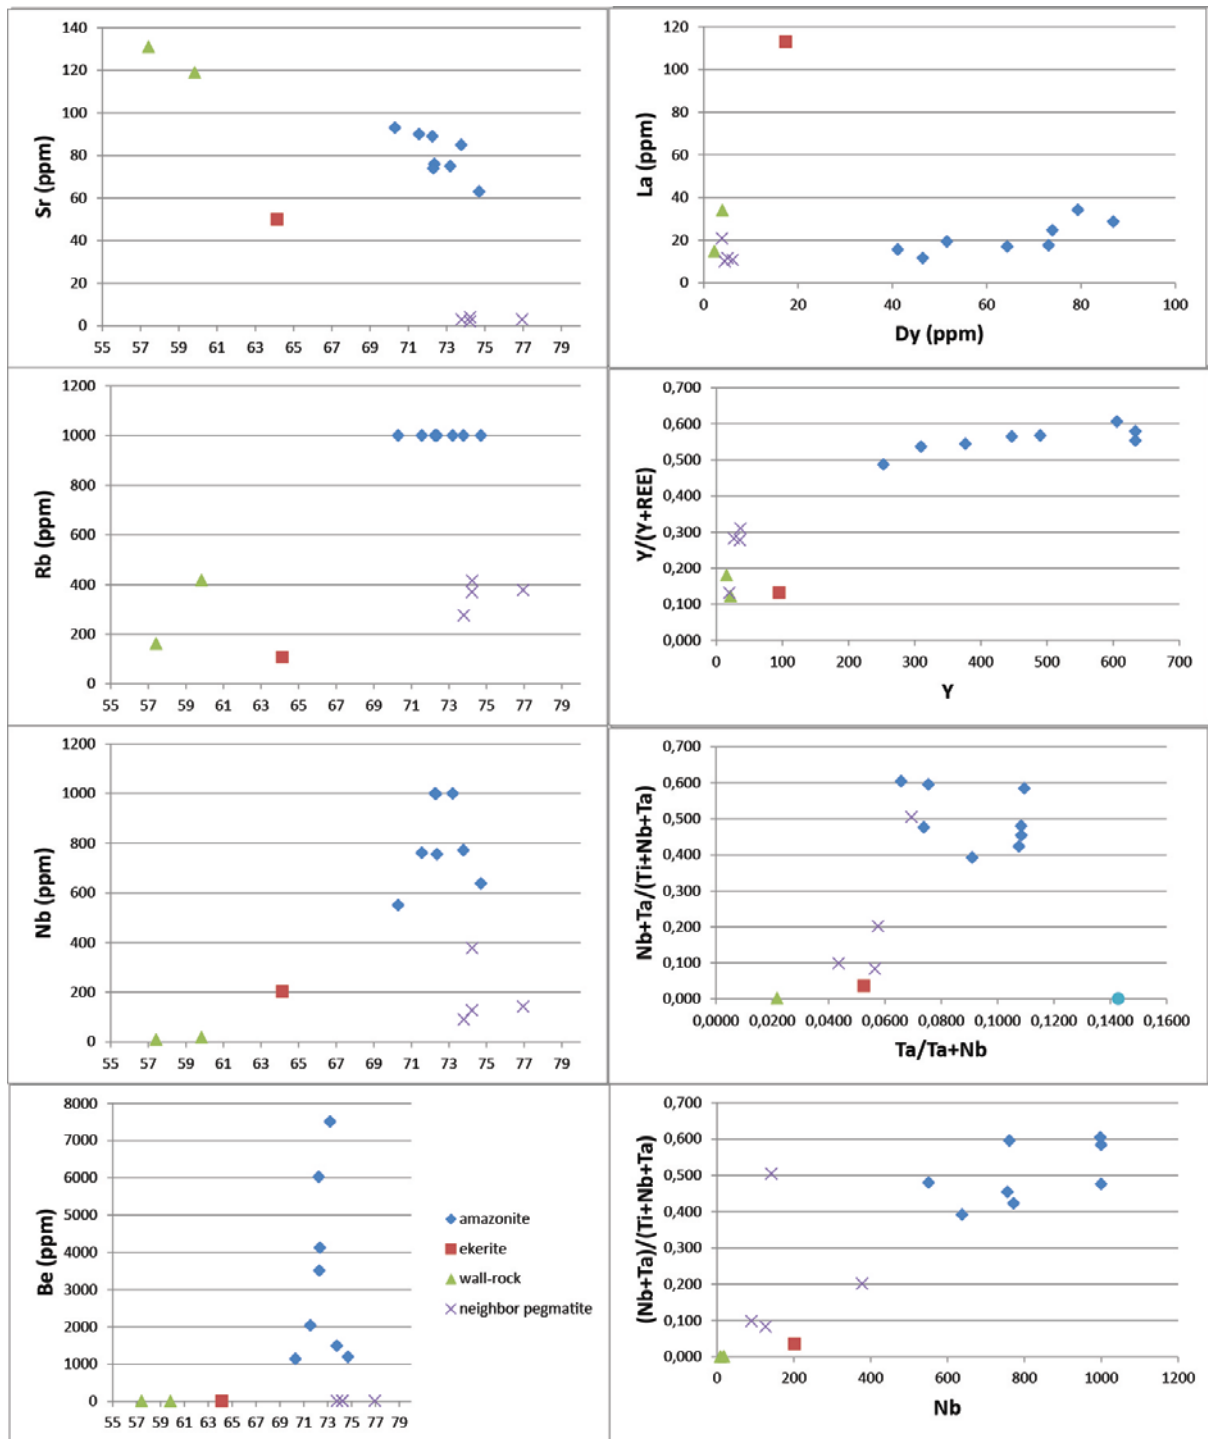 Sr (ppm)
140
120
100
80
60
40
20
0
55 57 59 61 63 65 67 69 71 73 75 77 79
La (ppm)
120
100
80
60
40
20
0
0 20 40 60 80 100
Dy (ppm)
Rb (ppm)
1200
1000
800
600
400
200
0
55 57 59 61 63 65 67 69 71 73 75 77 79
Y/(Y+REE)
0,700
0,600
0,500
0,400
0,300
0,200
0,100
0,000
0 100 200 300 400 500 600 700
Y
Nb (ppm)
1200
1000
800
600
400
200
0
55 57 59 61 63 65 67 69 71 73 75 77 79
Nb+Ta/(Ti+Nb+Ta)
0,700
0,600
0,500
0,400
0,300
0,200
0,100
0,000
0,0000 0,0200 0,0400 0,0600 0,0800 0,1000 0,1200 0,1400 0,1600
Ta/Ta+Nb
Be (ppm)
8000
7000
6000
5000
4000
3000
2000
1000
0
55 57 59 61 63 65 67 69 71 73 75 77 79
amazonite
ekerite
wall-rock
neighbor pegmatite
(Nb+Ta)/(Ti+Nb+Ta)
0,700
0,600
0,500
0,400
0,300
0,200
0,100
0,000
0 200 400 600 800 1000 1200
Nb